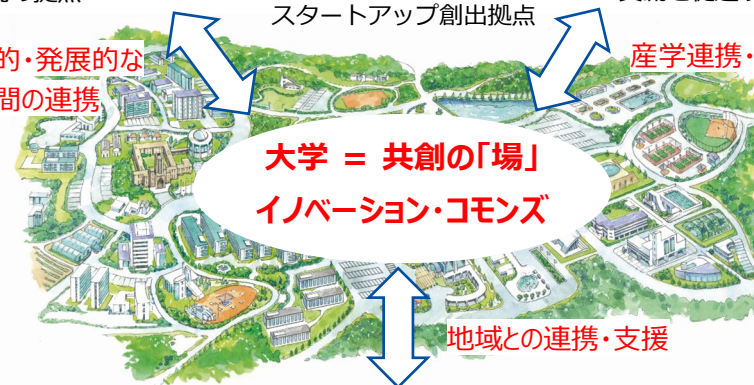 拠点
スタートアップ創出拠点
的・発展的な
間の連携
産学連携・
大学 = 共創の「場」
イノベーション・コモンズ
地域との連携・支援